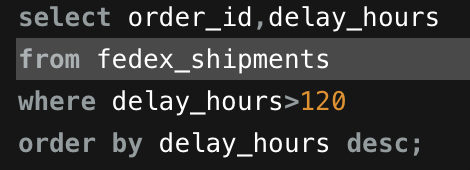 select order_id,delay_hours
from fedex_shipments
where delay_hours>120
order by delay_hours desc;